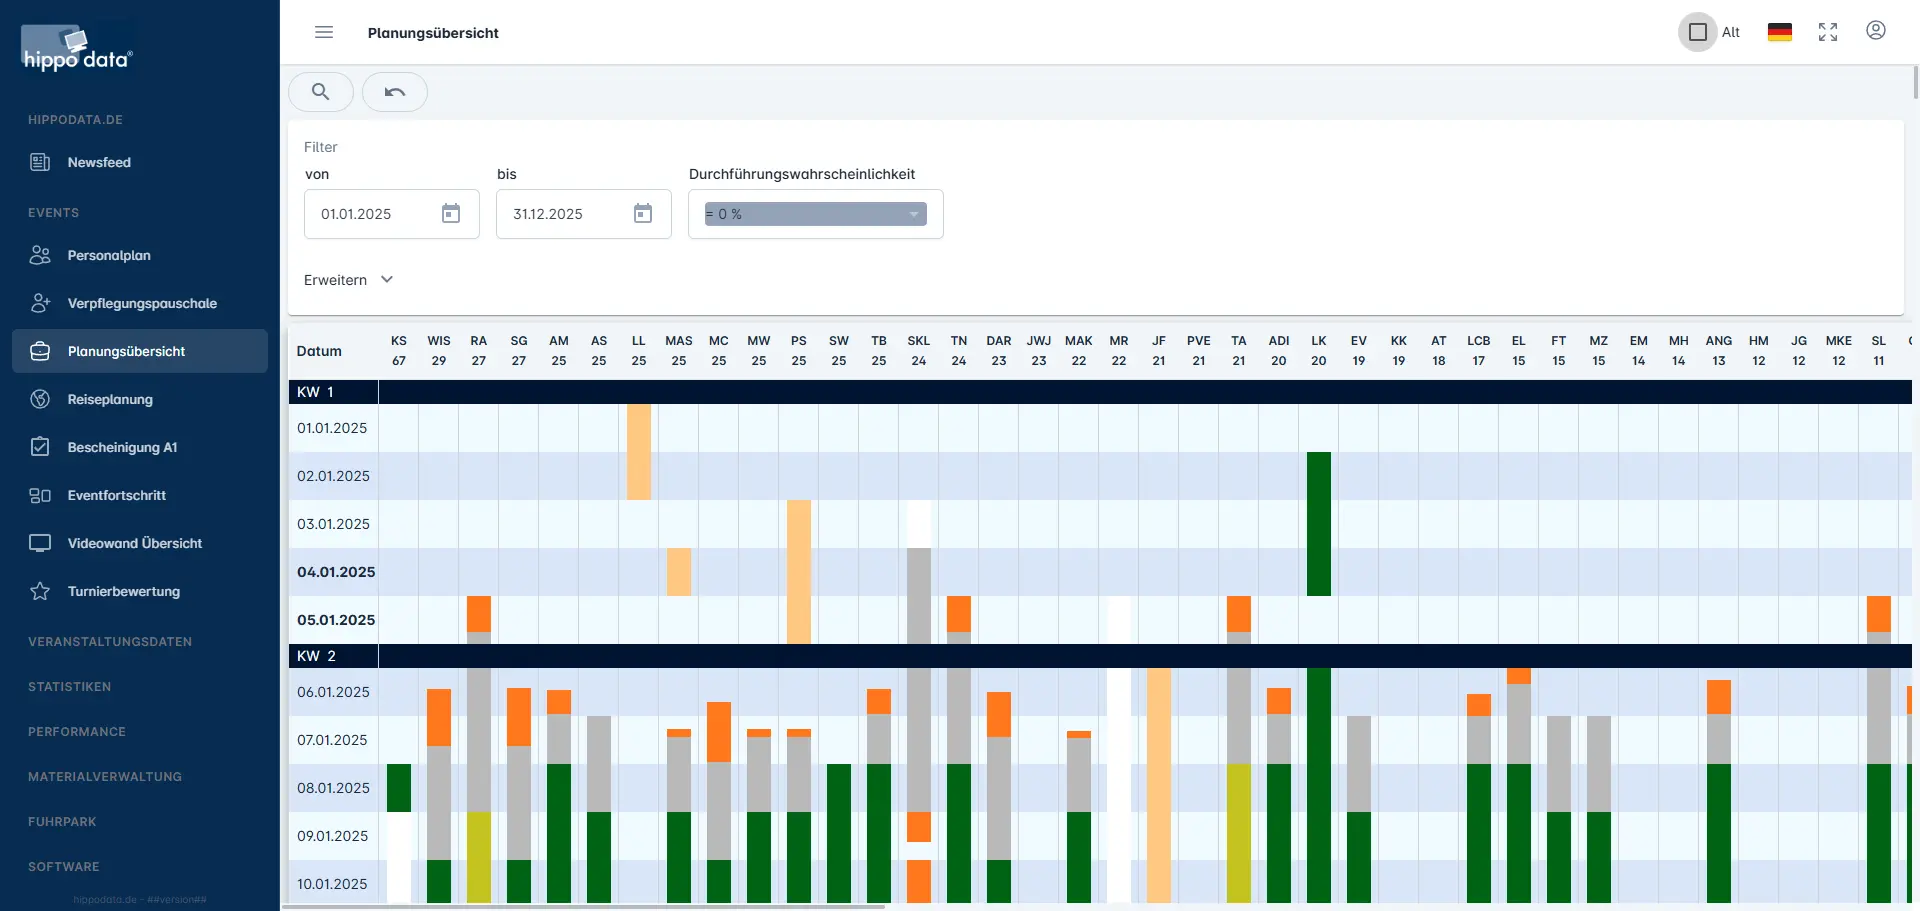 hippo data®
HIPPODATA.DE
Newsfeed
EVENTS
Personalplan
Verpflegungspauschale
Planungsübersicht
Reiseplanung
Bescheinigung A1
Eventfortschritt
Videowand Übersicht
Turnierbewertung
VERANSTALTUNGSDATEN
STATISTIKEN
PERFORMANCE
MATERIALVERWALTUNG
FUHRPARK
SOFTWARE
hippodata.de - ##version##
Planungsübersicht
Alt
Filter
von bis Durchführungswahrscheinlichkeit
01.01.2025 31.12.2025 = 0 %
Erweitern
Datum KS WIS RA SG AM AS LL MAS MC MW PS SW TB SKL TN DAR JWJ MAK MR JF PVE TA ADI LK EV KK AT LCB EL FT MZ EM MH ANG HM JG MKE SL
67 29 27 27 25 25 25 25 25 25 25 25 25 24 24 23 23 22 22 21 21 21 20 20 19 19 18 17 15 15 15 14 14 13 12 12 12 11
KW 1
01.01.2025
02.01.2025
03.01.2025
04.01.2025
05.01.2025
KW 2
06.01.2025
07.01.2025
08.01.2025
09.01.2025
10.01.2025